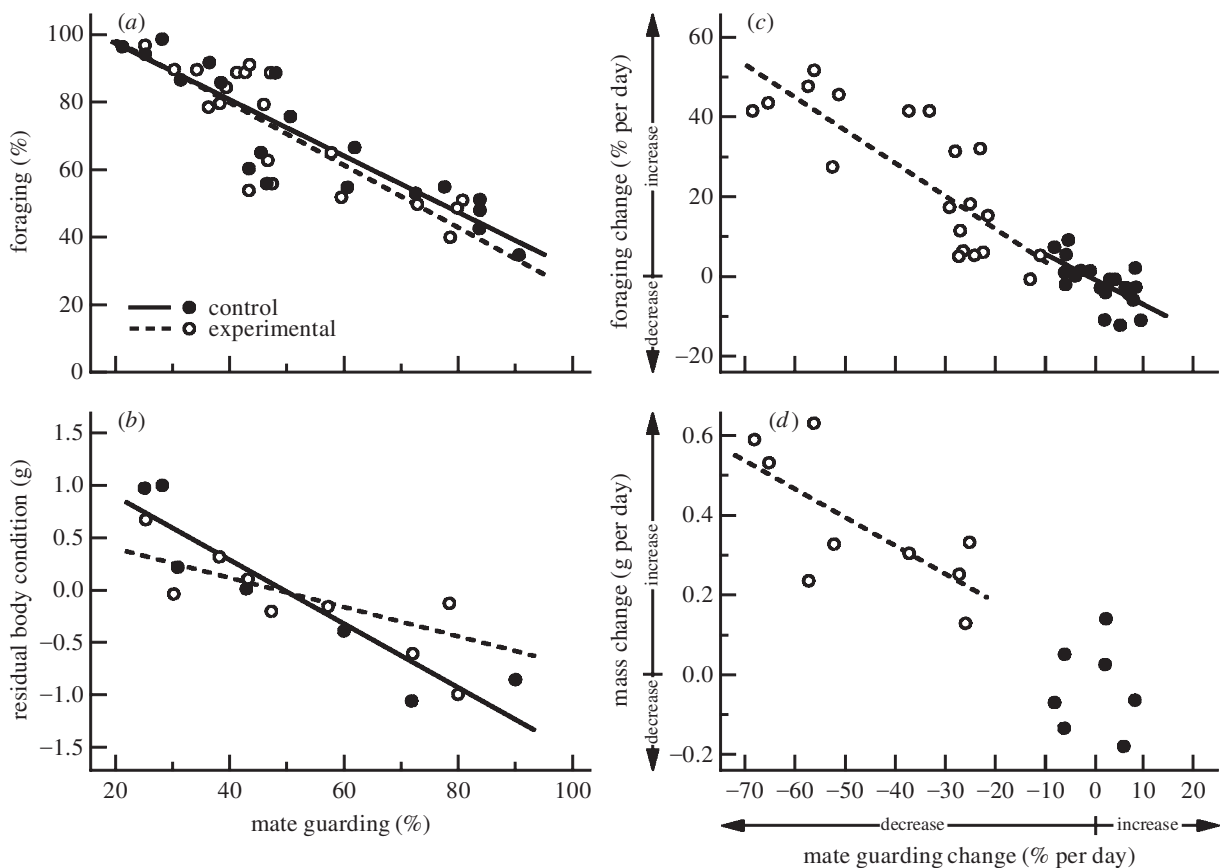 (a)
100
80
60
40
20
0
foraging (%)
control
experimental
(b)
1.5
1.0
0.5
0.0
−0.5
−1.0
−1.5
residual body condition (g)
20
40
60
80
100
mate guarding (%)
(c)
60
40
20
0
−20
foraging change (% per day)
increase
decrease
(d)
0.6
0.4
0.2
0.0
−0.2
mass change (g per day)
increase
decrease
−70
−60
−50
−40
−30
−20
−10
0
10
20
decrease
increase
mate guarding change (% per day)